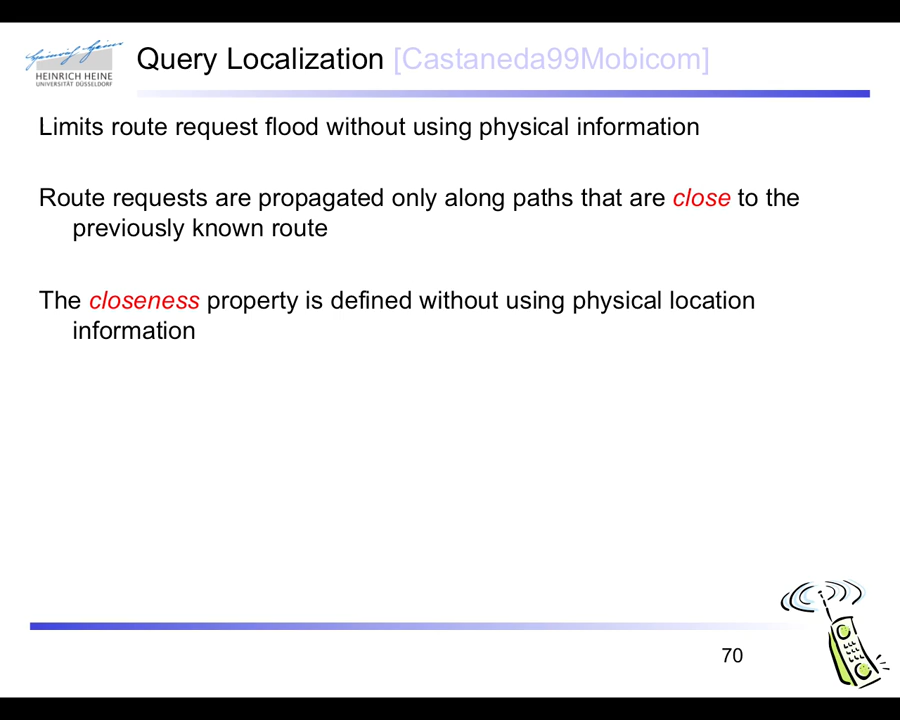 Heinrich Heine
HEINRICH HEINE
UNIVERSITÄT DÜSSELDORF
Query Localization [Castaneda99Mobicom]
Limits route request flood without using physical information
Route requests are propagated only along paths that are close to the
previously known route
The closeness property is defined without using physical location
information
70